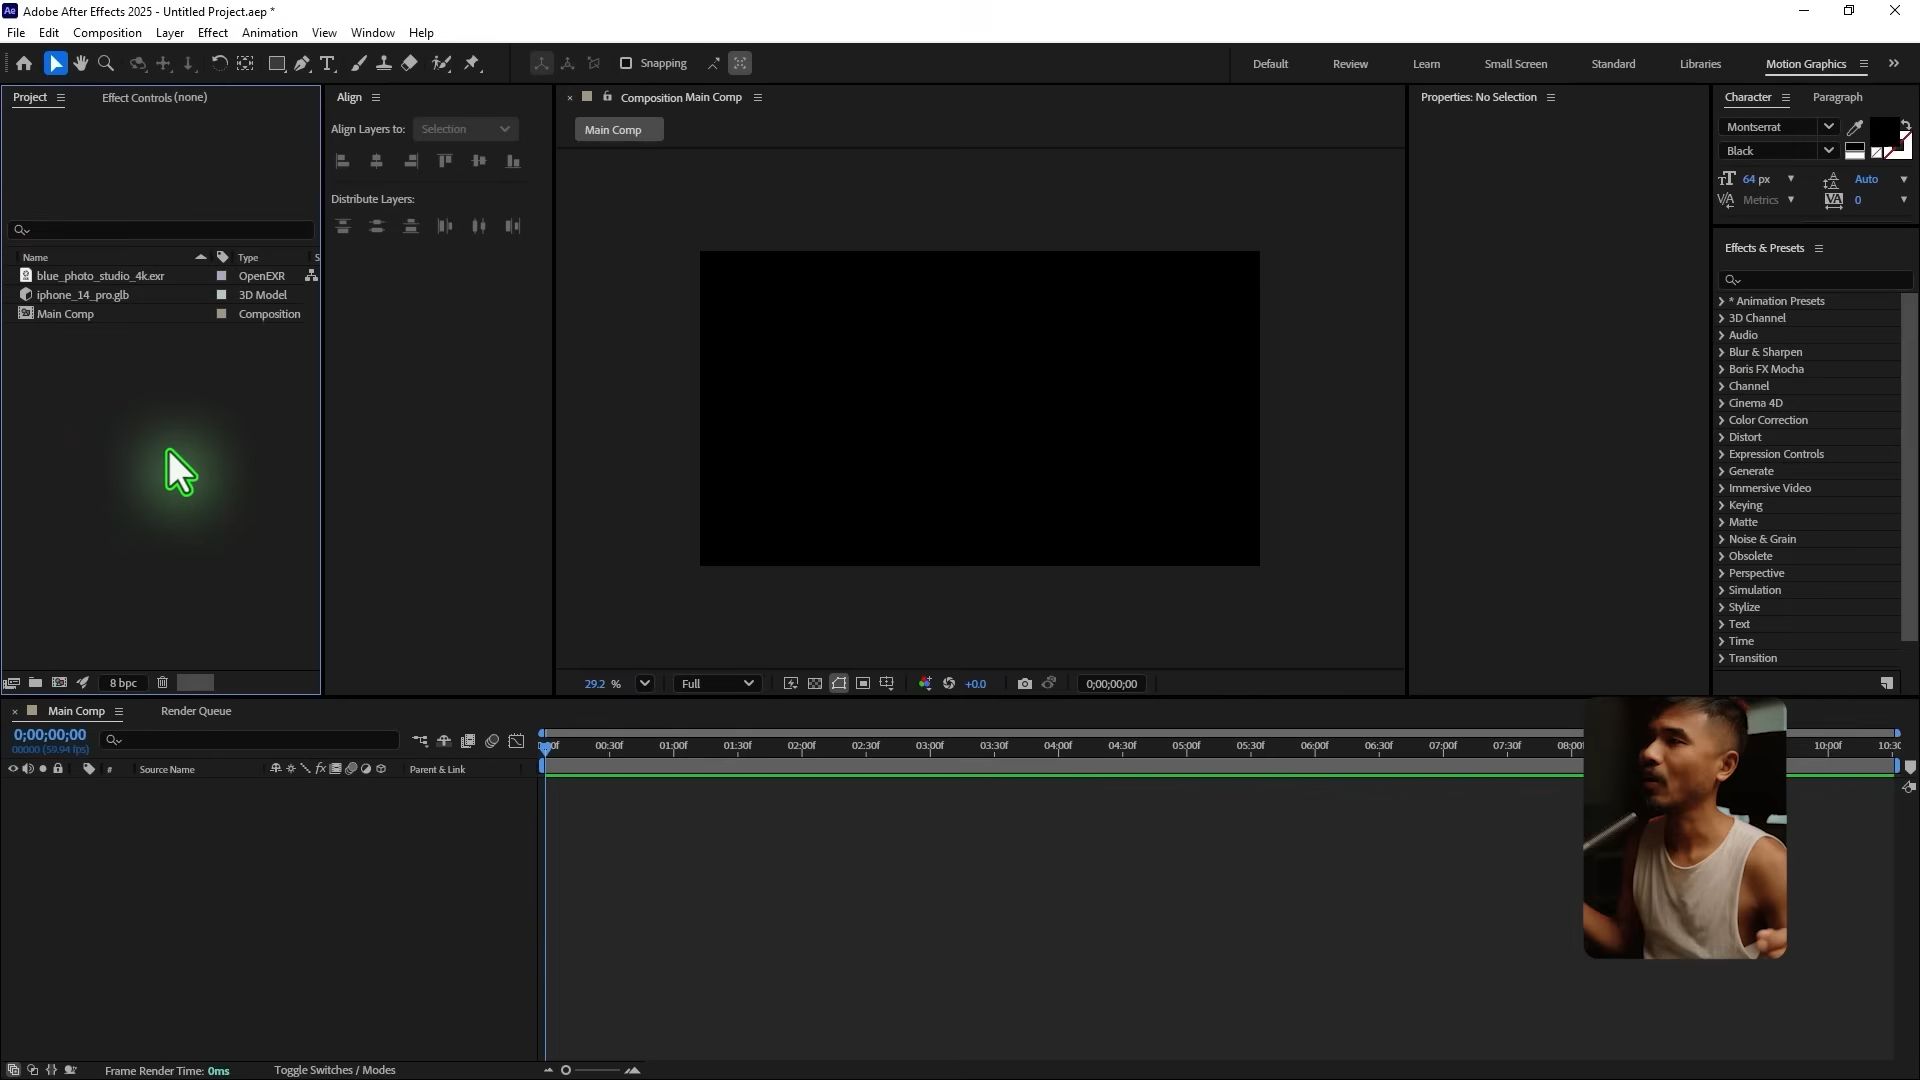 Ae Adobe After Effects 2025 - Untitled Project.aep *
File Edit Composition Layer Effect Animation View Window Help
Snapping Default Review Learn Small Screen Standard Libraries Motion Graphics
Project Effect Controls (none)
Name Type S
blue_photo_studio_4k.exr OpenEXR
iphone_14_pro.glb 3D Model
Main Comp Composition
8 bpc
Align
Align Layers to: Selection
Distribute Layers:
Composition Main Comp
Main Comp
29.2 % Full +0.0 0;00;00;00
Properties: No Selection
Character Paragraph
Montserrat
Black
64 px Auto
Metrics 0
Effects & Presets
* Animation Presets
3D Channel
Audio
Blur & Sharpen
Boris FX Mocha
Channel
Cinema 4D
Color Correction
Distort
Expression Controls
Generate
Immersive Video
Keying
Matte
Noise & Grain
Obsolete
Perspective
Simulation
Stylize
Text
Time
Transition
Main Comp Render Queue
0;00;00;00
00000 (59.94 fps)
00:30f 01:00f 01:30f 02:00f 02:30f 03:00f 03:30f 04:00f 04:30f 05:00f 05:30f 06:00f 06:30f 07:00f 07:30f 10:00f
# Source Name fx Parent & Link
Frame Render Time: 0ms Toggle Switches / Modes